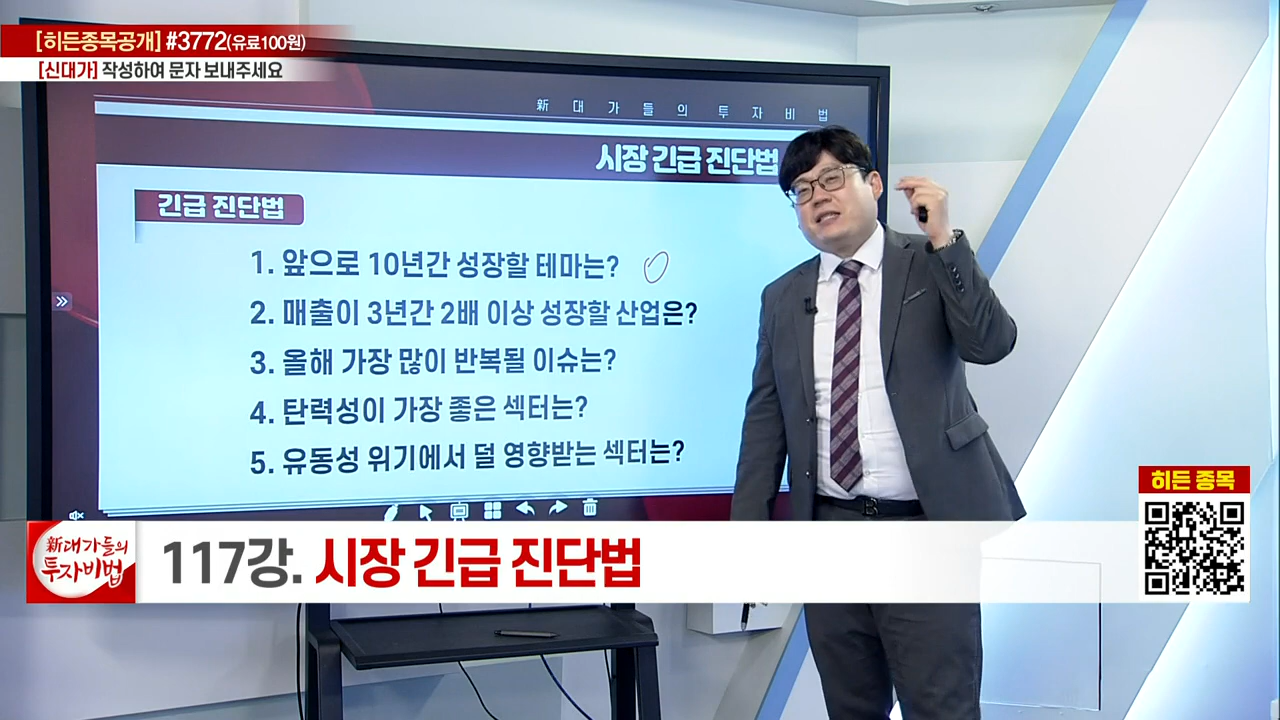 [히든종목공개] #3772(유료100원)
[신대가] 작성하여 문자 보내주세요
新 대 가 들 의 투 자 비 법
시장 긴급 진단법
긴급 진단법
1. 앞으로 10년간 성장할 테마는?
2. 매출이 3년간 2배 이상 성장할 산업은?
3. 올해 가장 많이 반복될 이슈는?
4. 탄력성이 가장 좋은 섹터는?
5. 유동성 위기에서 덜 영향받는 섹터는?
히든 종목
新대가들의
투자비법
117강. 시장 긴급 진단법